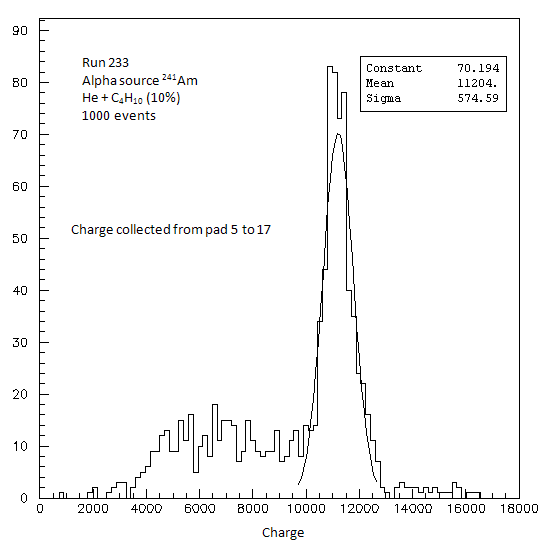 90
80
70
60
50
40
30
20
10
0
Run 233
Alpha source ²⁴¹Am
He + C₄H₁₀ (10%)
1000 events
Constant 70.194
Mean 11204.
Sigma 574.59
Charge collected from pad 5 to 17
0 2000 4000 6000 8000 10000 12000 14000 16000 18000
Charge